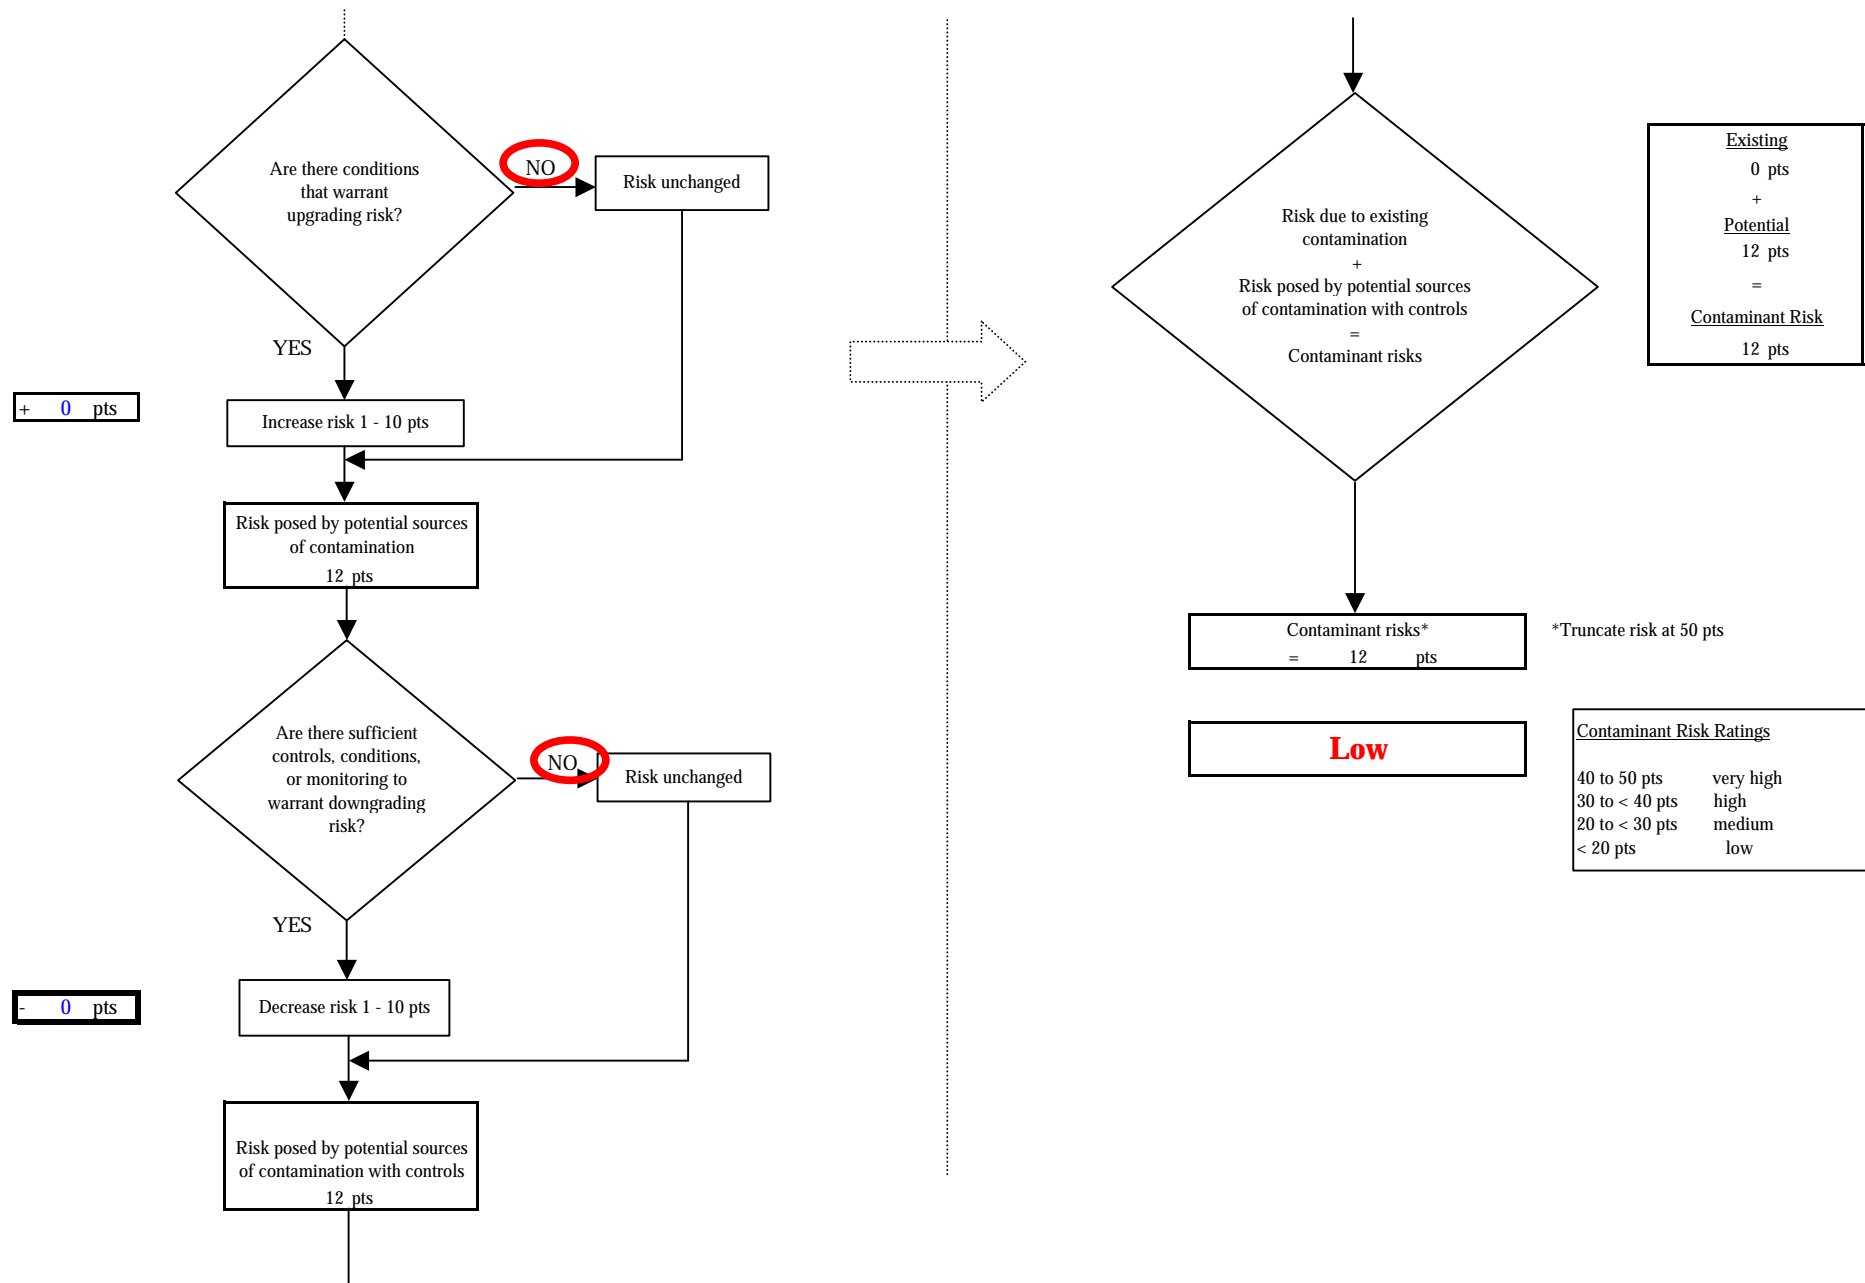 Are there conditions
that warrant
upgrading risk?
NO
Risk unchanged
YES
+ 0 pts
Increase risk 1 - 10 pts
Risk posed by potential sources
of contamination
12 pts
Are there sufficient
controls, conditions,
or monitoring to
warrant downgrading
risk?
NO
Risk unchanged
YES
- 0 pts
Decrease risk 1 - 10 pts
Risk posed by potential sources
of contamination with controls
12 pts
Risk due to existing
contamination
+
Risk posed by potential sources
of contamination with controls
=
Contaminant risks
Existing
0 pts
+
Potential
12 pts
=
Contaminant Risk
12 pts
Contaminant risks*
= 12 pts
*Truncate risk at 50 pts
Low
Contaminant Risk Ratings
40 to 50 pts very high
30 to < 40 pts high
20 to < 30 pts medium
< 20 pts low